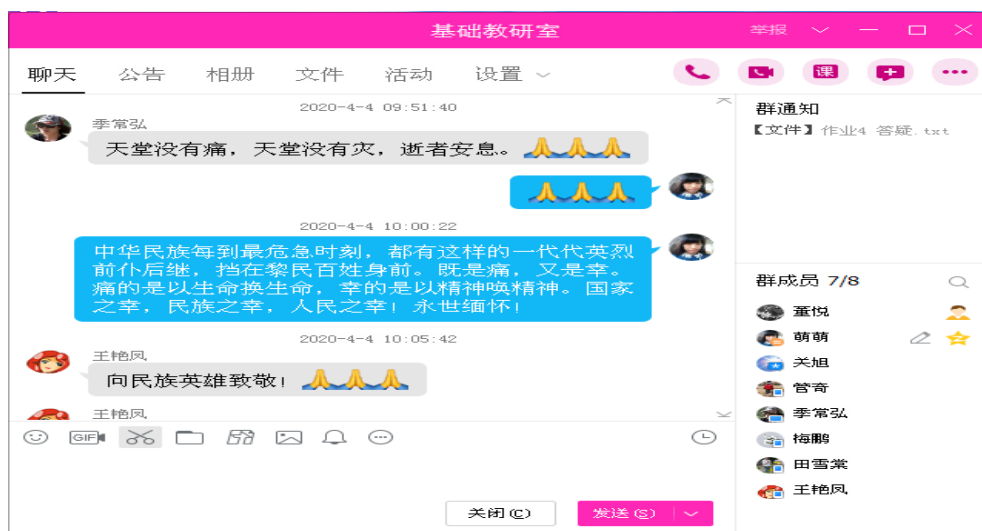 基础教研室
举报
聊天 公告 相册 文件 活动 设置
课
2020-4-4 09:51:40
季常弘
天堂没有痛，天堂没有灾，逝者安息。🙏🙏🙏
🙏🙏🙏
2020-4-4 10:00:22
中华民族每到最危急时刻，都有这样的一代代英烈
前仆后继，挡在黎民百姓身前。既是痛，又是幸。
痛的是以生命换生命，幸的是以精神唤精神。国家
之幸，民族之幸，人民之幸！永世缅怀！
2020-4-4 10:05:42
王艳凤
向民族英雄致敬！🙏🙏🙏
王艳凤
GIF
关闭(C)
发送(S)
群通知
【文件】作业4 答疑.txt
群成员 7/8
董悦
萌萌
关旭
管奇
季常弘
梅鹏
田雪棠
王艳凤